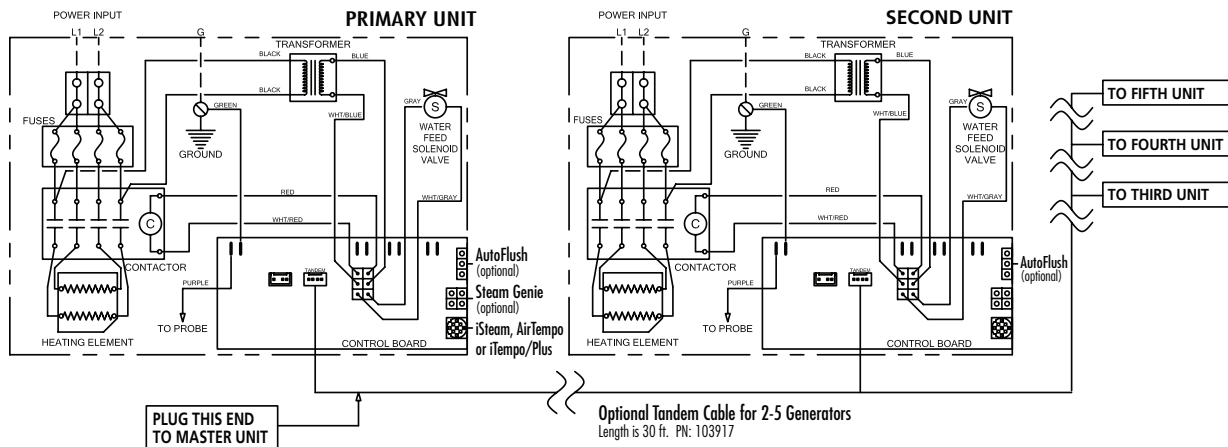 PRIMARY UNIT
POWER INPUT
L1 L2
G
TRANSFORMER
BLACK
BLUE
BLACK
GRAY
S
GREEN
WHT/BLUE
FUSES
GROUND
WATER
FEED
SOLENOID
VALVE
RED
WHT/GRAY
C
WHT/RED
CONTACTOR
AutoFlush
(optional)
TANDEM
PURPLE
Steam Genie
(optional)
TO PROBE
iSteam, AirTempo
or iTempo/Plus
HEATING ELEMENT
CONTROL BOARD
SECOND UNIT
POWER INPUT
L1 L2
G
TRANSFORMER
BLACK
BLUE
BLACK
GRAY
S
GREEN
WHT/BLUE
FUSES
GROUND
WATER
FEED
SOLENOID
VALVE
RED
WHT/GRAY
C
WHT/RED
CONTACTOR
AutoFlush
(optional)
TANDEM
PURPLE
TO PROBE
HEATING ELEMENT
CONTROL BOARD
TO FIFTH UNIT
TO FOURTH UNIT
TO THIRD UNIT
PLUG THIS END
TO MASTER UNIT
Optional Tandem Cable for 2-5 Generators
Length is 30 ft. PN: 103917